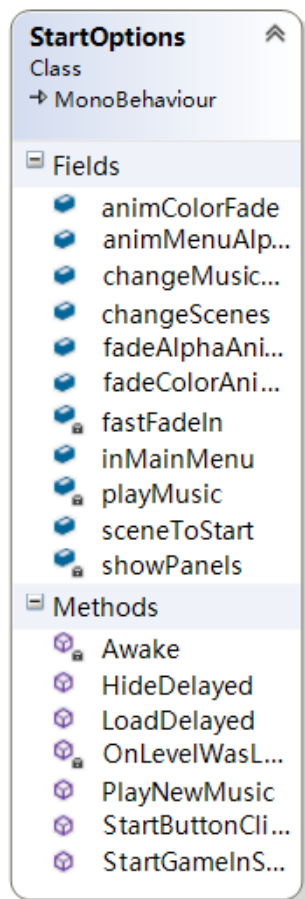 StartOptions
Class
MonoBehaviour
Fields
animColorFade
animMenuAlp...
changeMusic...
changeScenes
fadeAlphaAni...
fadeColorAni...
fastFadeIn
inMainMenu
playMusic
sceneToStart
showPanels
Methods
Awake
HideDelayed
LoadDelayed
OnLevelWasL...
PlayNewMusic
StartButtonCli...
StartGameInS...